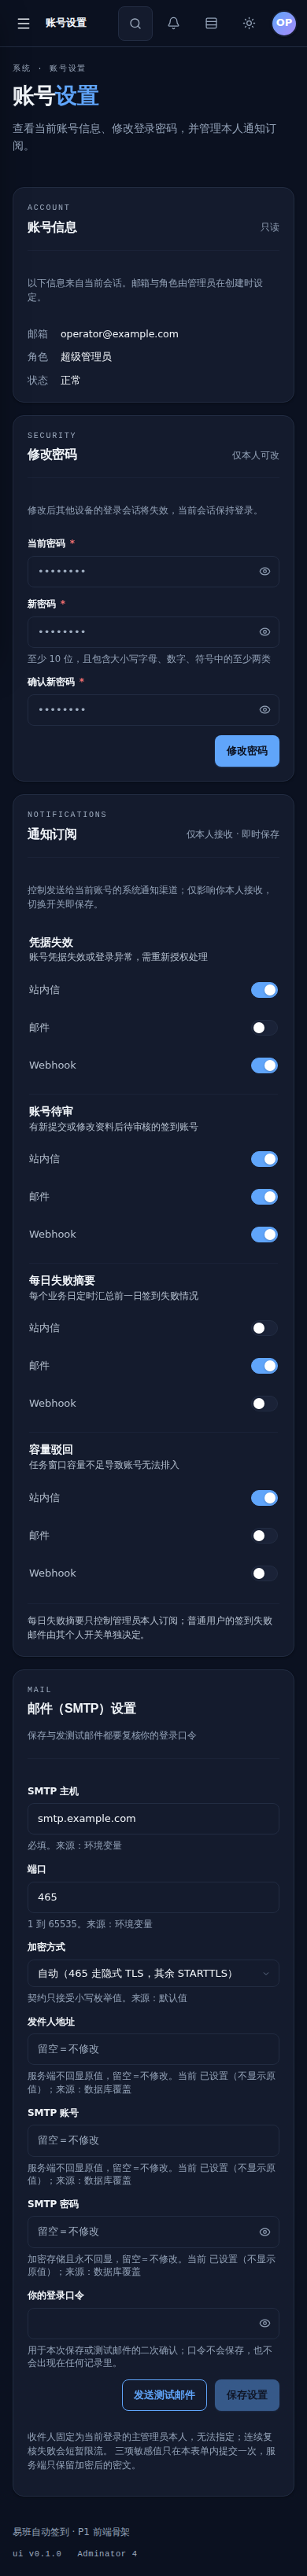 账号设置
OP
系统 · 账号设置
账号设置
查看当前账号信息、修改登录密码，并管理本人通知订
阅。
ACCOUNT
账号信息
只读
以下信息来自当前会话。邮箱与角色由管理员在创建时设
定。
邮箱 operator@example.com
角色 超级管理员
状态 正常
SECURITY
修改密码
仅本人可改
修改后其他设备的登录会话将失效，当前会话保持登录。
当前密码 *
••••••••
新密码 *
••••••••
至少 10 位，且包含大小写字母、数字、符号中的至少两类
确认新密码 *
••••••••
修改密码
NOTIFICATIONS
通知订阅
仅本人接收 · 即时保存
控制发送给当前账号的系统通知渠道；仅影响你本人接收，
切换开关即保存。
凭据失效
账号凭据失效或登录异常，需重新授权处理
站内信
邮件
Webhook
账号待审
有新提交或修改资料后待审核的签到账号
站内信
邮件
Webhook
每日失败摘要
每个业务日定时汇总前一日签到失败情况
站内信
邮件
Webhook
容量驳回
任务窗口容量不足导致账号无法排入
站内信
邮件
Webhook
每日失败摘要只控制管理员本人订阅；普通用户的签到失败
邮件由其个人开关单独决定。
MAIL
邮件（SMTP）设置
保存与发测试邮件都要复核你的登录口令
SMTP 主机
smtp.example.com
必填。来源：环境变量
端口
465
1 到 65535。来源：环境变量
加密方式
自动（465 走隐式 TLS，其余 STARTTLS）
契约只接受小写枚举值。来源：默认值
发件人地址
留空＝不修改
服务端不回显原值，留空＝不修改。当前 已设置（不显示原
值）；来源：数据库覆盖
SMTP 账号
留空＝不修改
服务端不回显原值，留空＝不修改。当前 已设置（不显示原
值）；来源：数据库覆盖
SMTP 密码
留空＝不修改
加密存储且永不回显，留空＝不修改。当前 已设置（不显示
原值）；来源：数据库覆盖
你的登录口令
用于本次保存或测试邮件的二次确认；口令不会保存，也不
会出现在任何记录里。
发送测试邮件
保存设置
收件人固定为当前登录的主管理员本人，无法指定；连续复
核失败会短暂限流。 三项敏感值只在本表单内提交一次，服
务端只保留加密后的密文。
易班自动签到 · P1 前端骨架
ui v0.1.0 Adminator 4